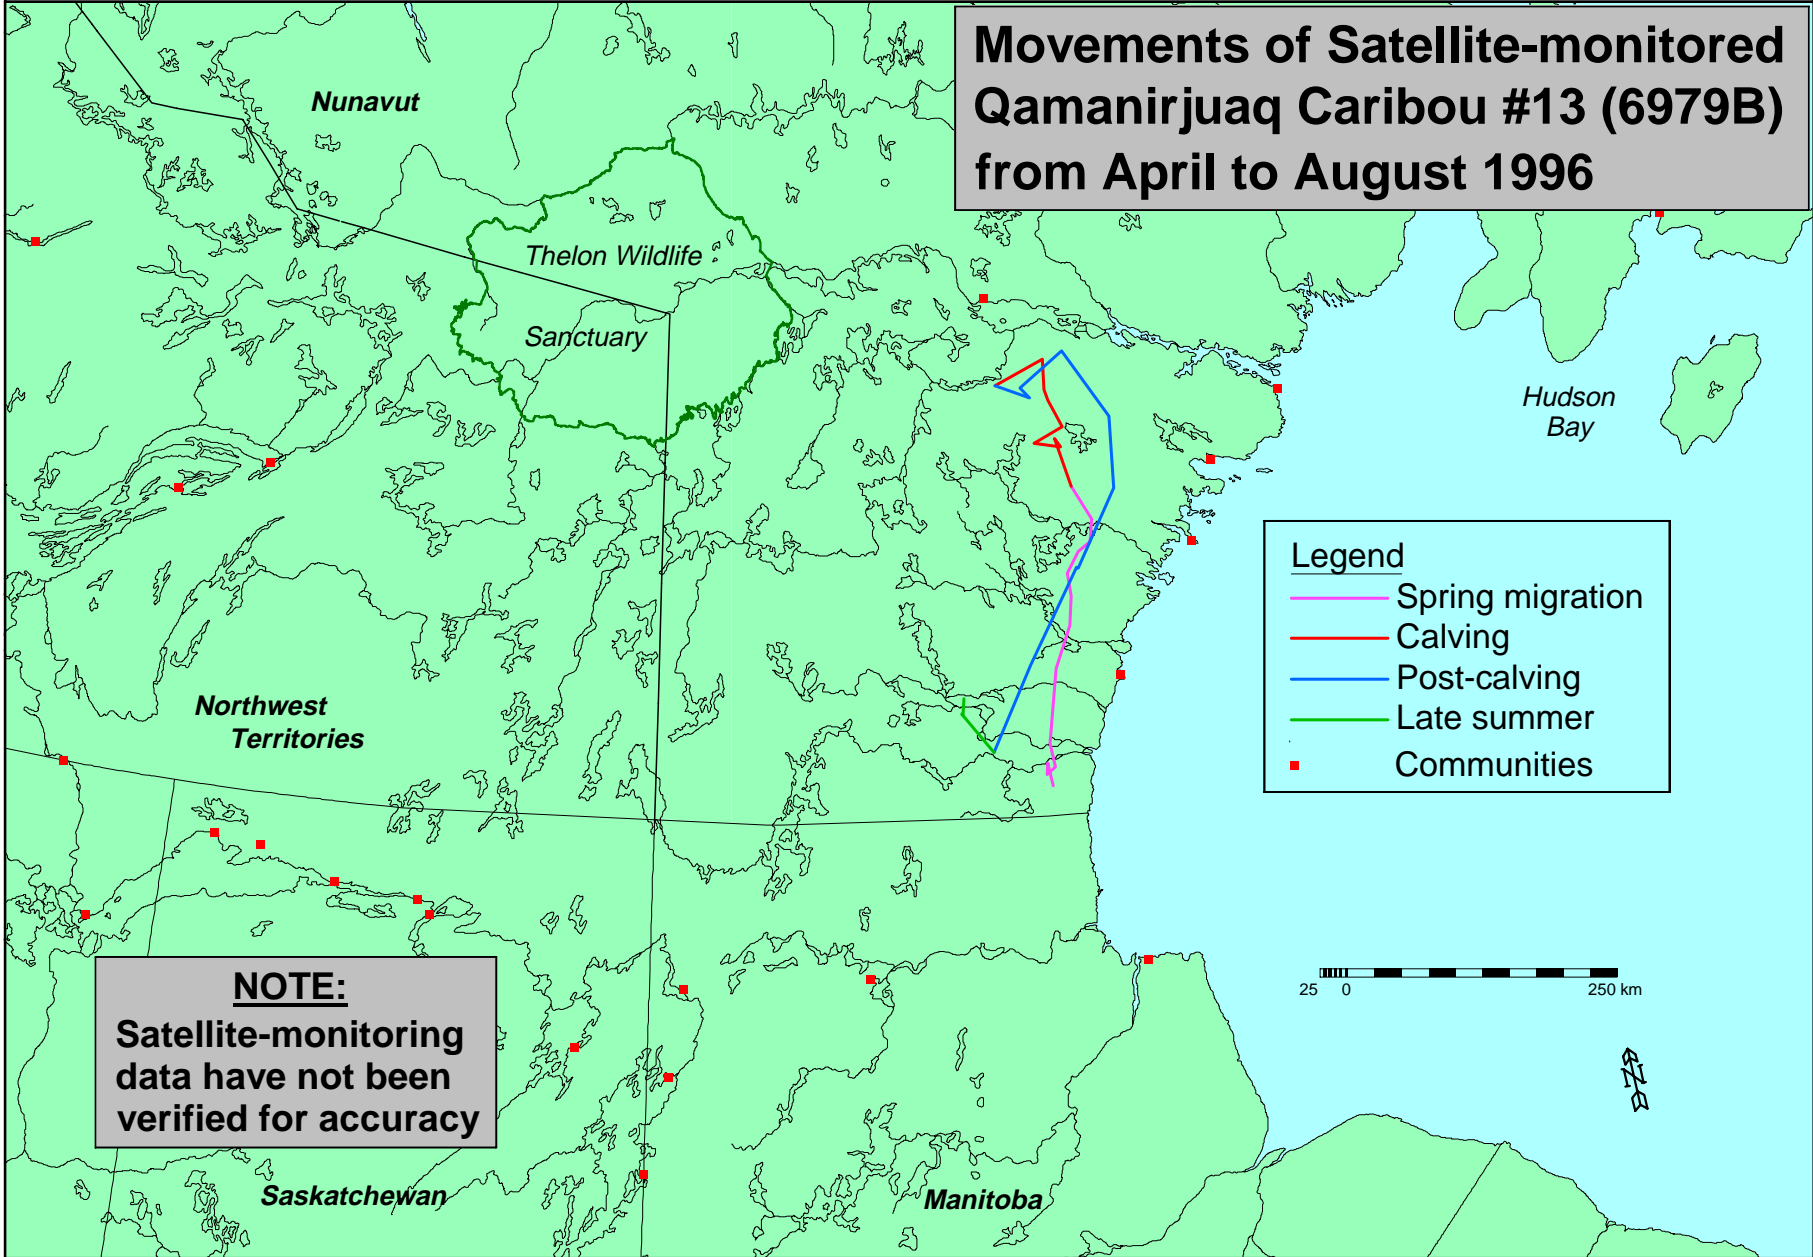 Movements of Satellite-monitored
Qamanirjuaq Caribou #13 (6979B)
from April to August 1996
Nunavut
Thelon Wildlife
Sanctuary
Hudson
Bay
Legend
Spring migration
Calving
Post-calving
Late summer
Communities
Northwest
Territories
NOTE:
Satellite-monitoring
data have not been
verified for accuracy
25 0 250 km
N
Saskatchewan
Manitoba